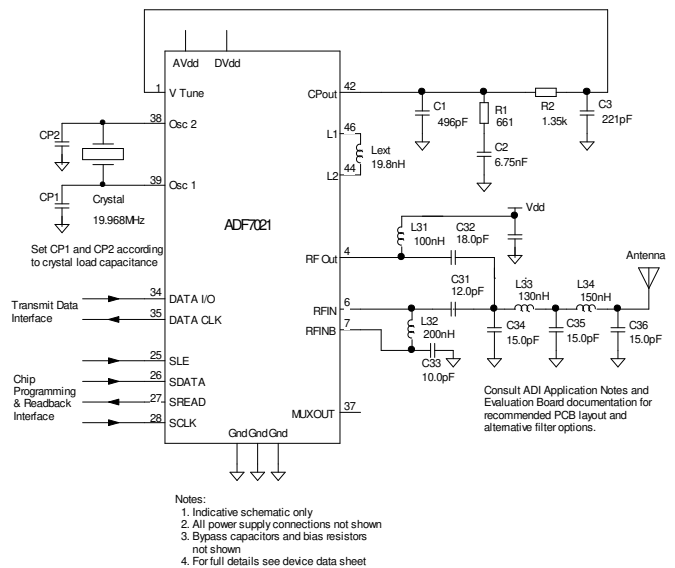 AVdd DVdd
1 V Tune
CPout 42
38 Osc 2
CP2
39 Osc 1
CP1
Crystal
19.968MHz
Set CP1 and CP2 according
to crystal load capacitance
ADF7021
C1
496pF
R1
661
C2
6.75nF
R2
1.35k
C3
221pF
L1 46
Lext
19.8nH
L2 44
Vdd
L31
100nH
C32
18.0pF
RF Out 4
C31
12.0pF
RFIN 6
L32
200nH
RFINB 7
C33
10.0pF
L33
130nH
L34
150nH
Antenna
C34
15.0pF
C35
15.0pF
C36
15.0pF
Transmit Data
Interface
34 DATA I/O
35 DATA CLK
Chip
Programming
& Readback
Interface
25 SLE
26 SDATA
27 SREAD
28 SCLK
MUXOUT 37
Gnd Gnd Gnd
Consult ADI Application Notes and
Evaluation Board documentation for
recommended PCB layout and
alternative filter options.
Notes:
1. Indicative schematic only
2. All power supply connections not shown
3. Bypass capacitors and bias resistors
not shown
4. For full details see device data sheet